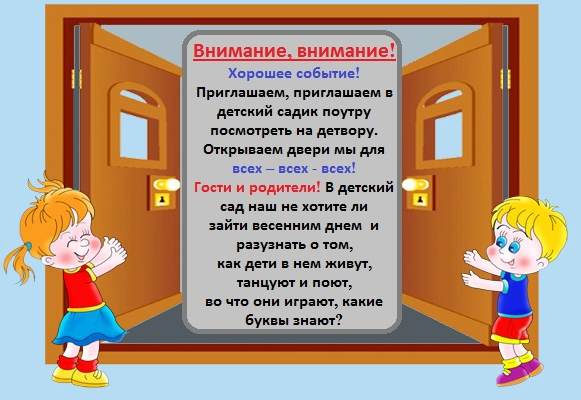 Внимание, внимание!
Хорошее событие!
Приглашаем, приглашаем в
детский садик поутру
посмотреть на детвору.
Открываем двери мы для
всех – всех - всех!
Гости и родители! В детский
сад наш не хотите ли
зайти весенним днем и
разузнать о том,
как дети в нем живут,
танцуют и поют,
во что они играют, какие
буквы знают?